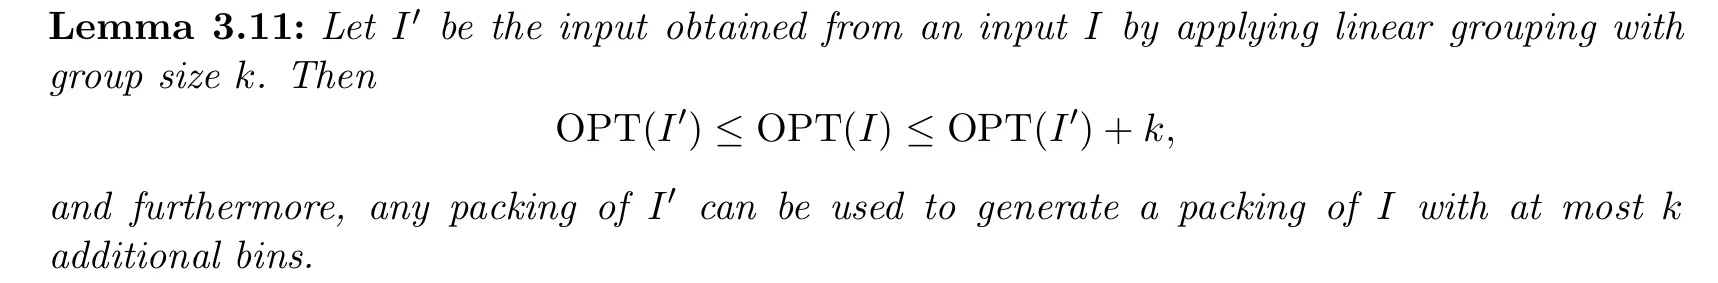 Lemma 3.11: Let I′ be the input obtained from an input I by applying linear grouping with
group size k. Then
OPT(I′) ≤ OPT(I) ≤ OPT(I′) + k,
and furthermore, any packing of I′ can be used to generate a packing of I with at most k
additional bins.